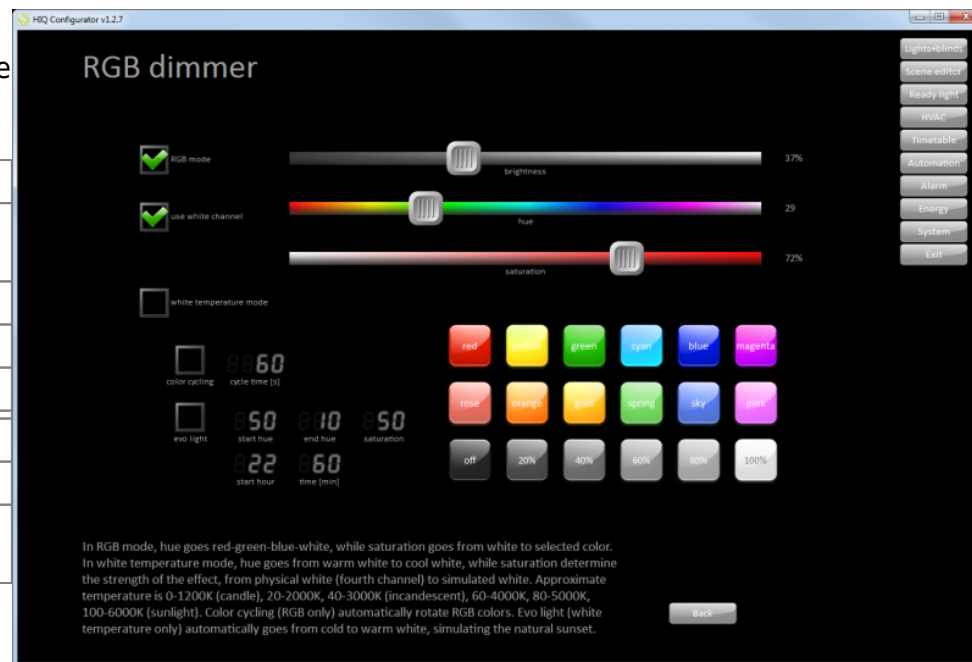 HIQ Configurator v1.2.7
e
RGB dimmer
Lights+blinds
Scene editor
Ready light
HVAC
Timetable
Automation
Alarm
Energy
System
Exit
RGB mode
brightness
37%
use white channel
hue
29
saturation
72%
white temperature mode
color cycling
60
cycle time [s]
evo light
50
start hue
10
end hue
50
saturation
22
start hour
60
time [min]
red yellow green cyan blue magenta
rose orange gold spring sky pink
off 20% 40% 60% 80% 100%
In RGB mode, hue goes red-green-blue-white, while saturation goes from white to selected color.
In white temperature mode, hue goes from warm white to cool white, while saturation determine
the strength of the effect, from physical white (fourth channel) to simulated white. Approximate
temperature is 0-1200K (candle), 20-2000K, 40-3000K (incandescent), 60-4000K, 80-5000K,
100-6000K (sunlight). Color cycling (RGB only) automatically rotate RGB colors. Evo light (white
temperature only) automatically goes from cold to warm white, simulating the natural sunset.
Back